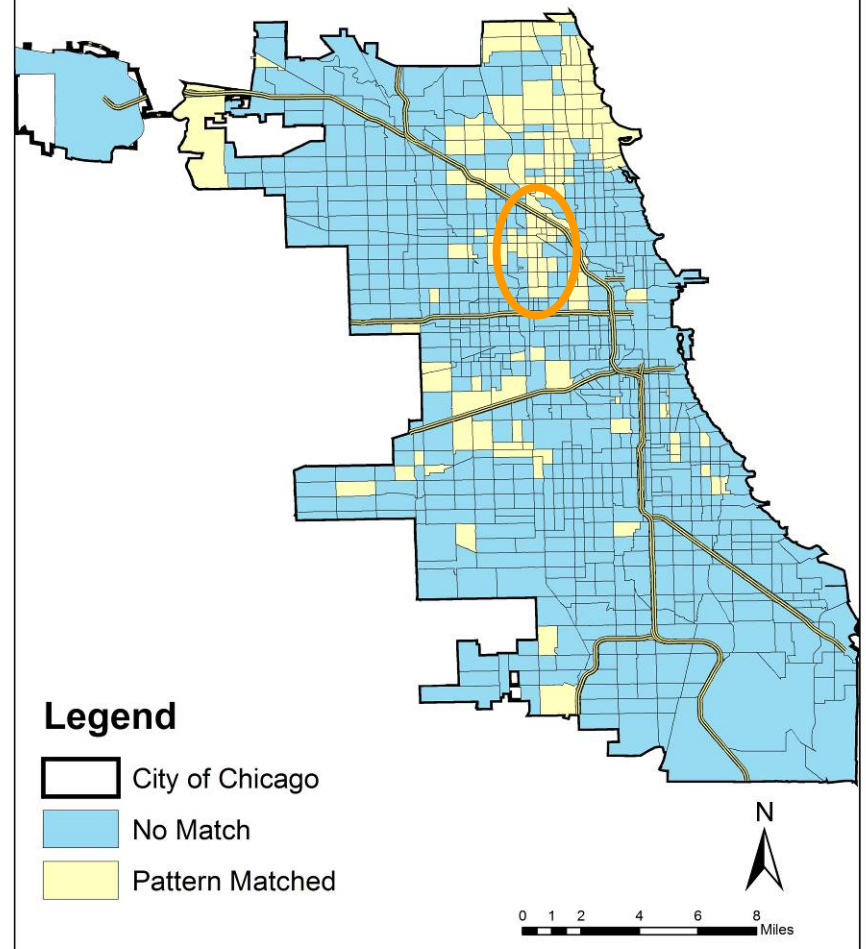 Legend
City of Chicago
No Match
Pattern Matched
N
0 1 2 4 6 8
Miles